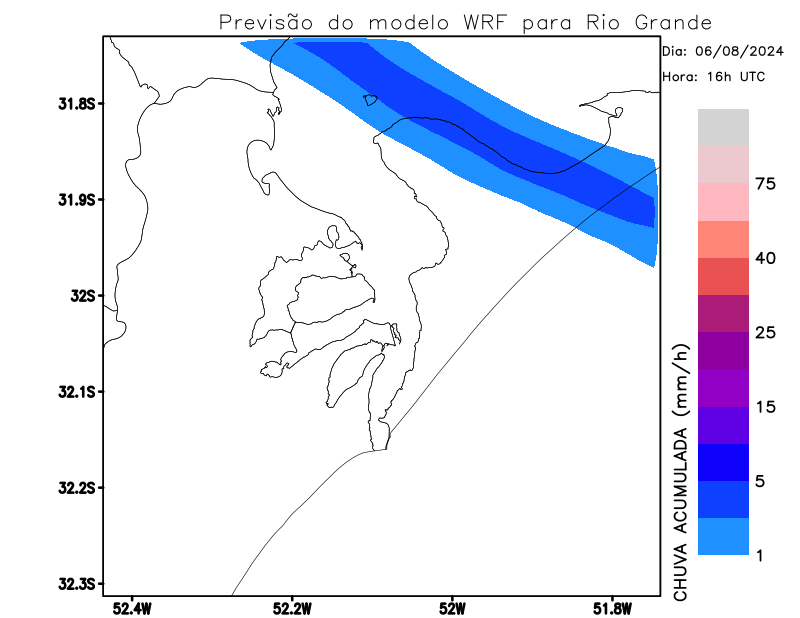 Previsão do modelo WRF para Rio Grande
Dia: 06/08/2024
Hora: 16h UTC
31.8S
31.9S
32S
32.1S
32.2S
32.3S
52.4W
52.2W
52W
51.8W
75
40
25
15
5
1
CHUVA ACUMULADA (mm/h)